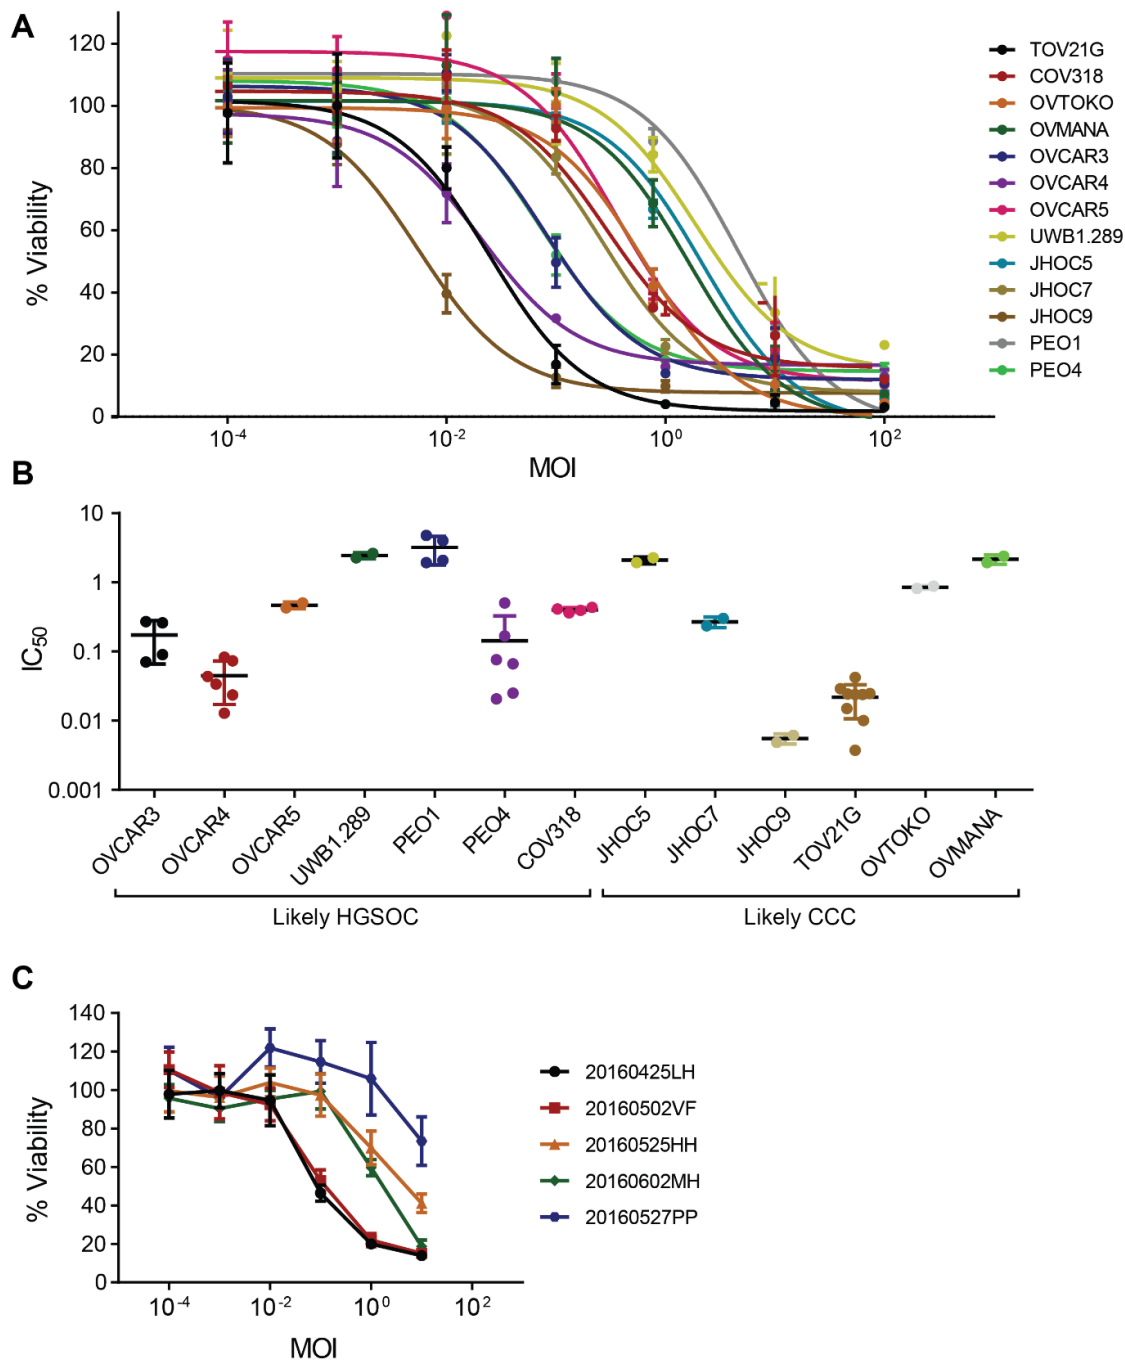 A
120
100
80
60
40
20
0
% Viability
10-4
10-2
100
102
MOI
TOV21G
COV318
OVTOKO
OVMANA
OVCAR3
OVCAR4
OVCAR5
UWB1.289
JHOC5
JHOC7
JHOC9
PEO1
PEO4
B
10
1
0.1
0.01
0.001
IC50
OVCAR3
OVCAR4
OVCAR5
UWB1.289
PEO1
PEO4
COV318
JHOC5
JHOC7
JHOC9
TOV21G
OVTOKO
OVMANA
Likely HGSOC
Likely CCC
C
140
120
100
80
60
40
20
0
% Viability
10-4
10-2
100
102
MOI
20160425LH
20160502VF
20160525HH
20160602MH
20160527PP